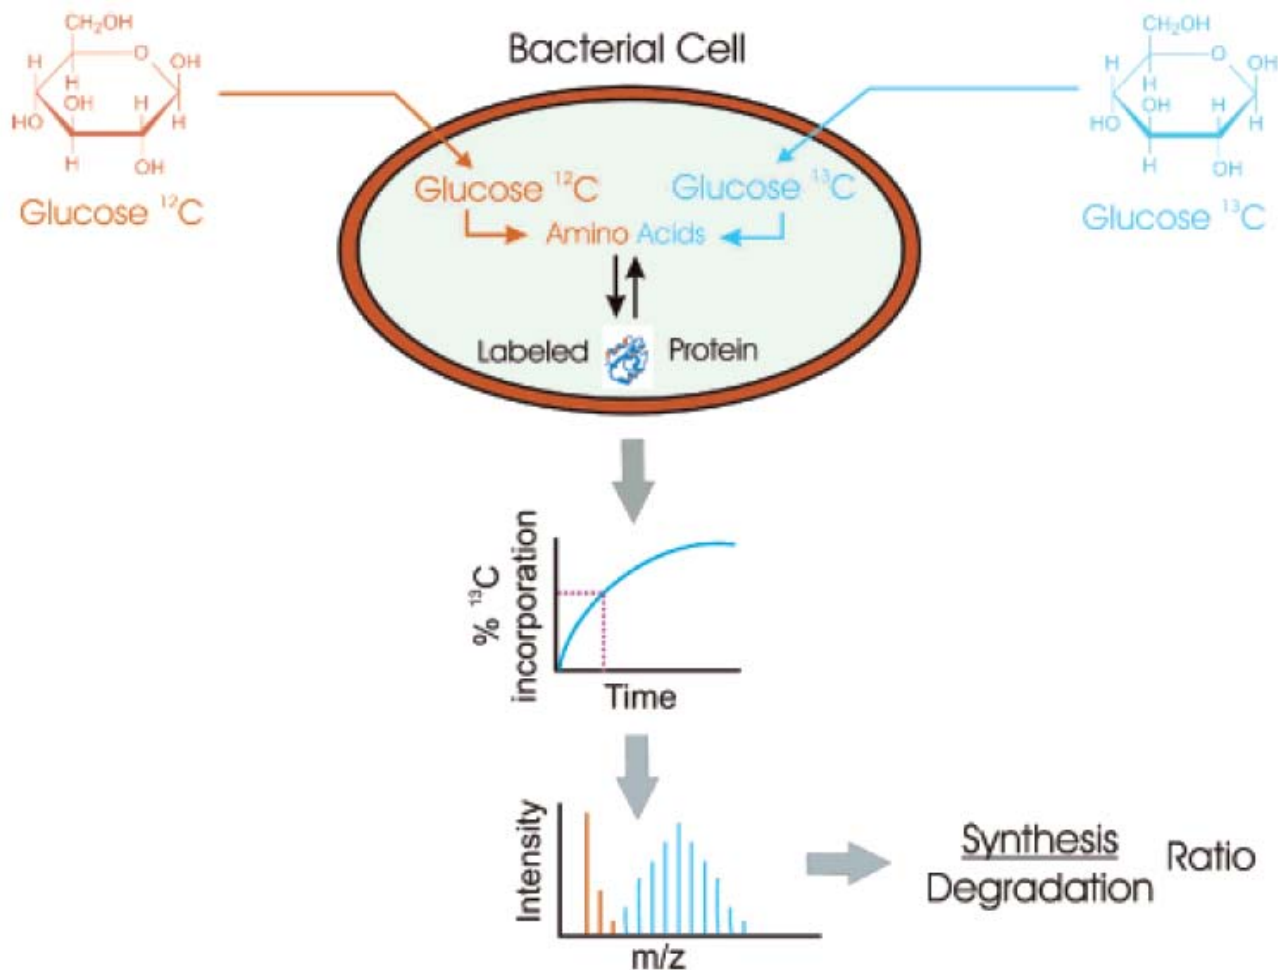 CH₂OH
H
O
OH
H
OH
H
HO
H
H
OH
Glucose ¹²C
Bacterial Cell
CH₂OH
H
O
OH
H
OH
H
HO
H
H
OH
Glucose ¹³C
Glucose ¹²C
Glucose ¹³C
Amino Acids
Labeled Protein
% ¹³C
incorporation
Time
Intensity
m/z
Synthesis
Degradation
Ratio